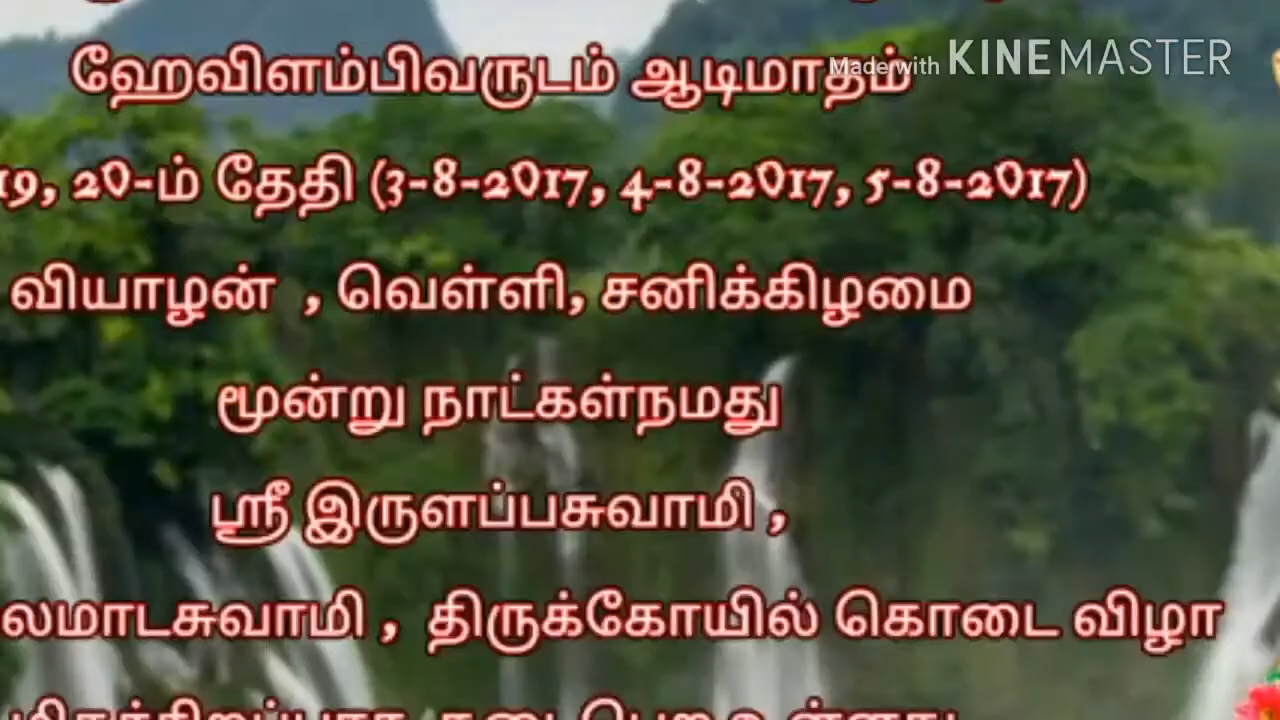 ஹேவிளம்பிவருடம் ஆடிமாதம்
Made with KINEMASTER
19, 20-ம் தேதி (3-8-2017, 4-8-2017, 5-8-2017)
வியாழன் , வெள்ளி, சனிக்கிழமை
மூன்று நாட்கள்நமது
ஸ்ரீ இருளப்பசுவாமி ,
லமாடசுவாமி , திருக்கோயில் கொடை விழா